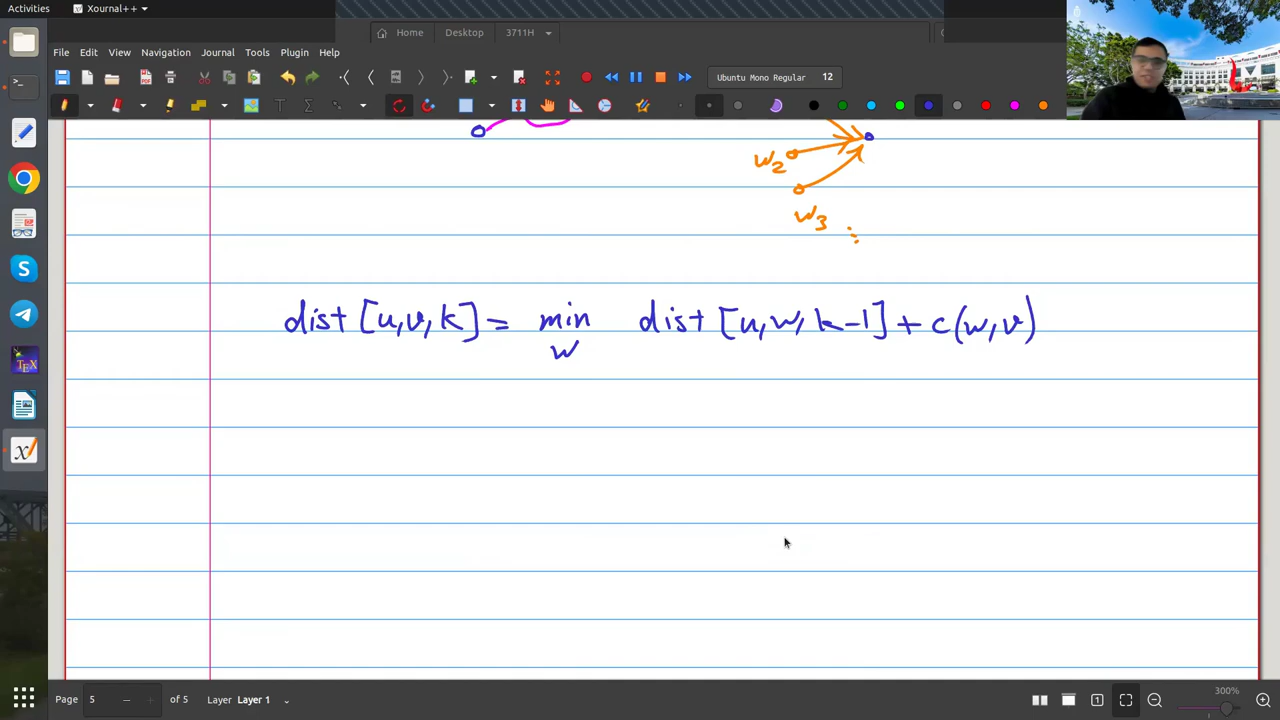 Activities Xournal++
Home Desktop 3711H
File Edit View Navigation Journal Tools Plugin Help
Ubuntu Mono Regular 12
w2
w3
dist [u,v,k] = min dist [u,w,k-1] + c(w,v)
w
Page 5 of 5 Layer Layer 1 300%